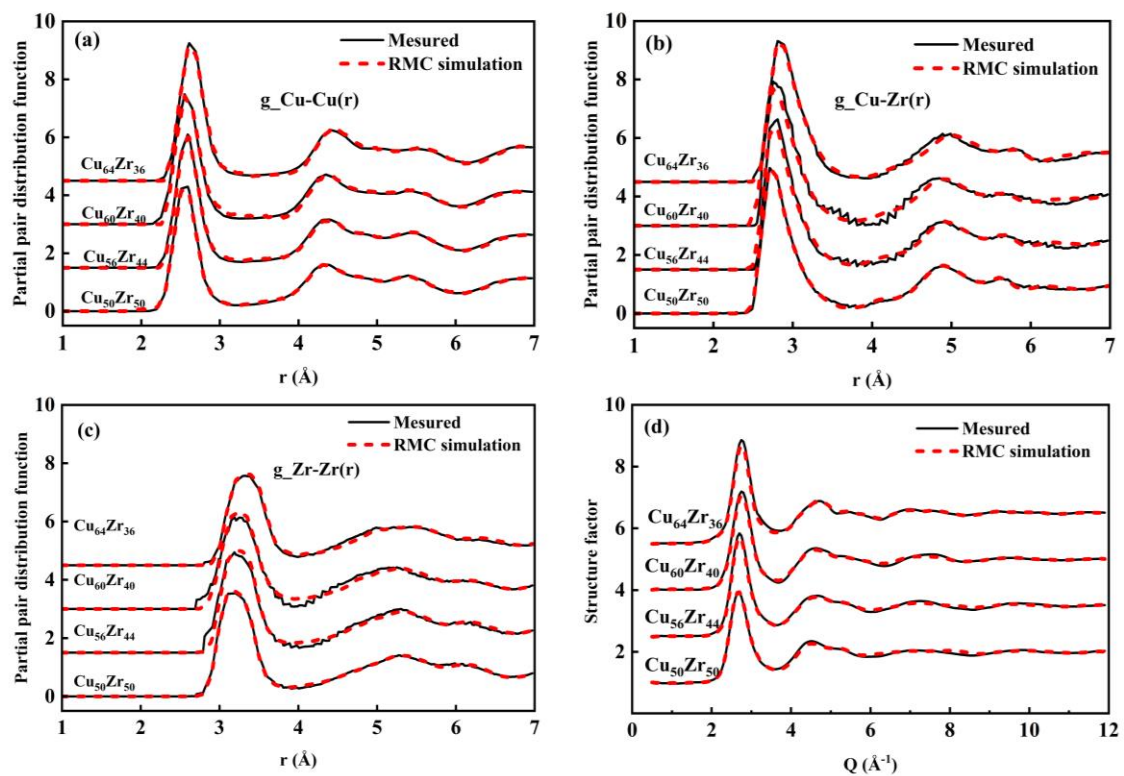 (a)
Mesured
RMC simulation
g_Cu-Cu(r)
Partial pair distribution function
10
8
6
4
2
0
Cu₆₄Zr₃₆
Cu₆₀Zr₄₀
Cu₅₆Zr₄₄
Cu₅₀Zr₅₀
1 2 3 4 5 6 7
r (Å)
(b)
Mesured
RMC simulation
g_Cu-Zr(r)
Partial pair distribution function
10
8
6
4
2
0
Cu₆₄Zr₃₆
Cu₆₀Zr₄₀
Cu₅₆Zr₄₄
Cu₅₀Zr₅₀
1 2 3 4 5 6 7
r (Å)
(c)
Mesured
RMC simulation
g_Zr-Zr(r)
Partial pair distribution function
10
8
6
4
2
0
Cu₆₄Zr₃₆
Cu₆₀Zr₄₀
Cu₅₆Zr₄₄
Cu₅₀Zr₅₀
1 2 3 4 5 6 7
r (Å)
(d)
Mesured
RMC simulation
Structure factor
10
8
6
4
2
Cu₆₄Zr₃₆
Cu₆₀Zr₄₀
Cu₅₆Zr₄₄
Cu₅₀Zr₅₀
0 2 4 6 8 10 12
Q (Å⁻¹)